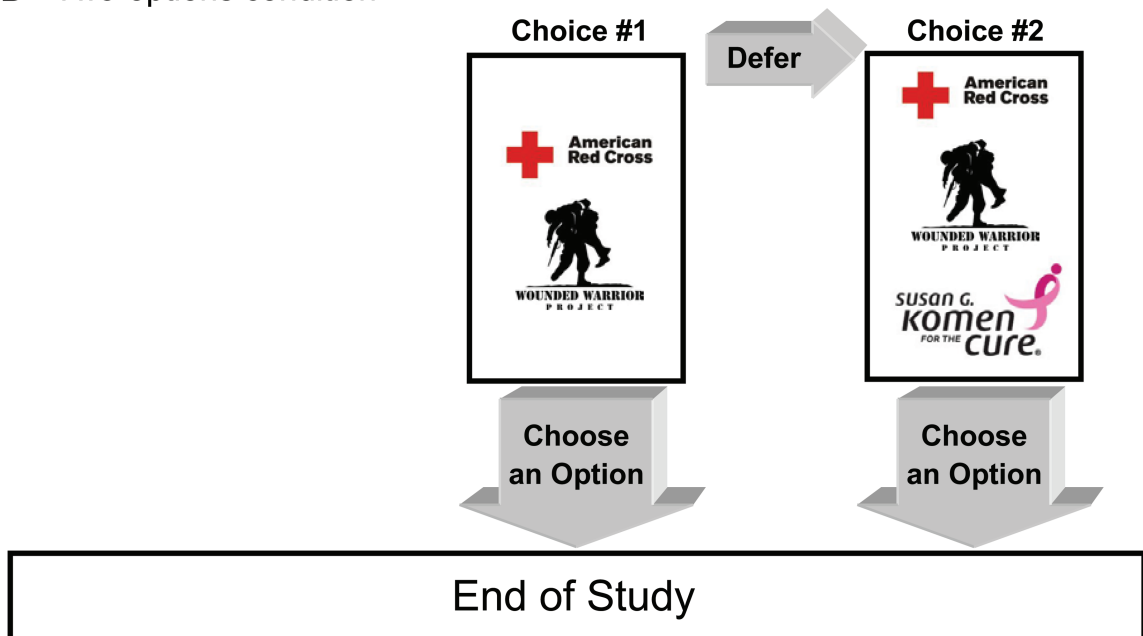 Choice #1
Defer
Choice #2
American
Red Cross
WOUNDED WARRIOR
PROJECT
American
Red Cross
WOUNDED WARRIOR
PROJECT
SUSAN G.
Komen
FOR THE CURE®
Choose
an Option
Choose
an Option
End of Study